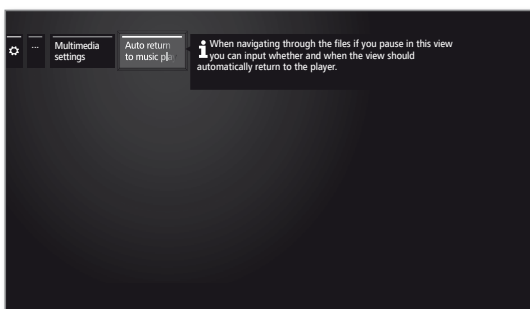 ...
Multimedia
settings
Auto return
to music pla
When navigating through the files if you pause in this view
you can input whether and when the view should
automatically return to the player.